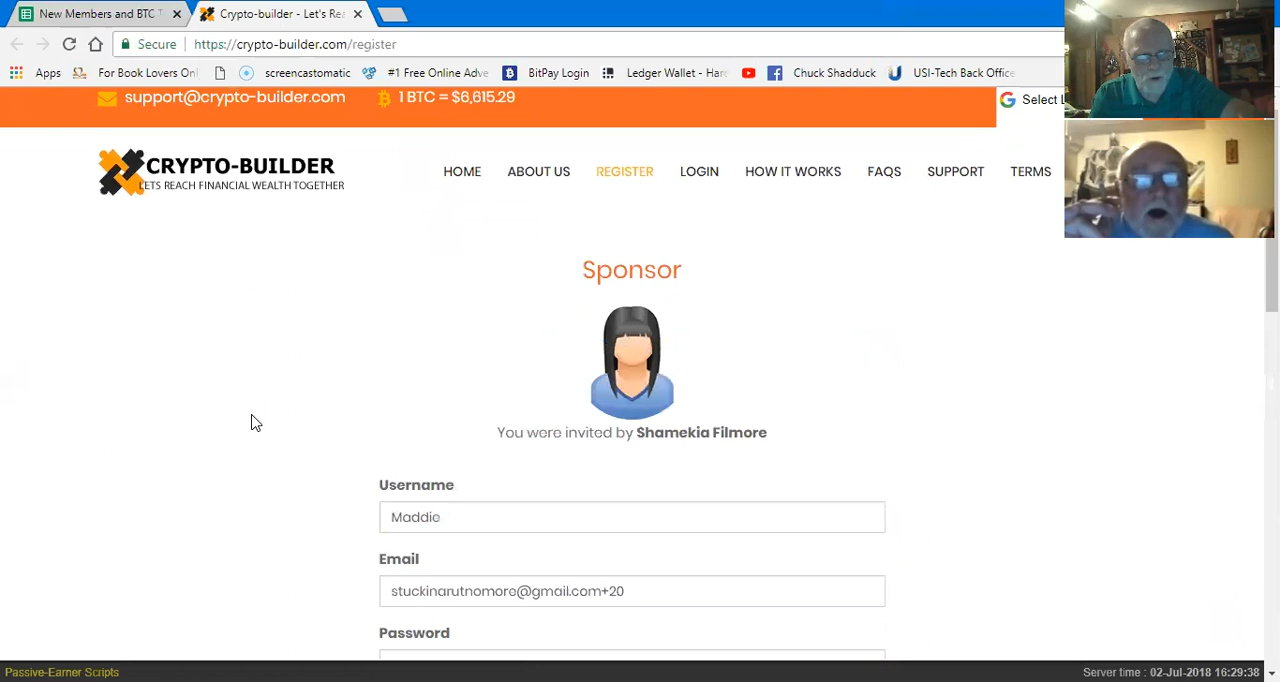 New Members and BTC T
Crypto-builder - Let's Rea
Secure https://crypto-builder.com/register
Apps For Book Lovers Onl screencastomatic #1 Free Online Adve BitPay Login Ledger Wallet - Har Chuck Shadduck USI-Tech Back Office
support@crypto-builder.com 1 BTC = $6,615.29 Select L
CRYPTO-BUILDER
LETS REACH FINANCIAL WEALTH TOGETHER
HOME ABOUT US REGISTER LOGIN HOW IT WORKS FAQS SUPPORT TERMS
Sponsor
You were invited by Shamekia Filmore
Username
Maddie
Email
stuckinarutnomore@gmail.com+20
Password
Passive-Earner Scripts Server time : 02-Jul-2018 16:29:38